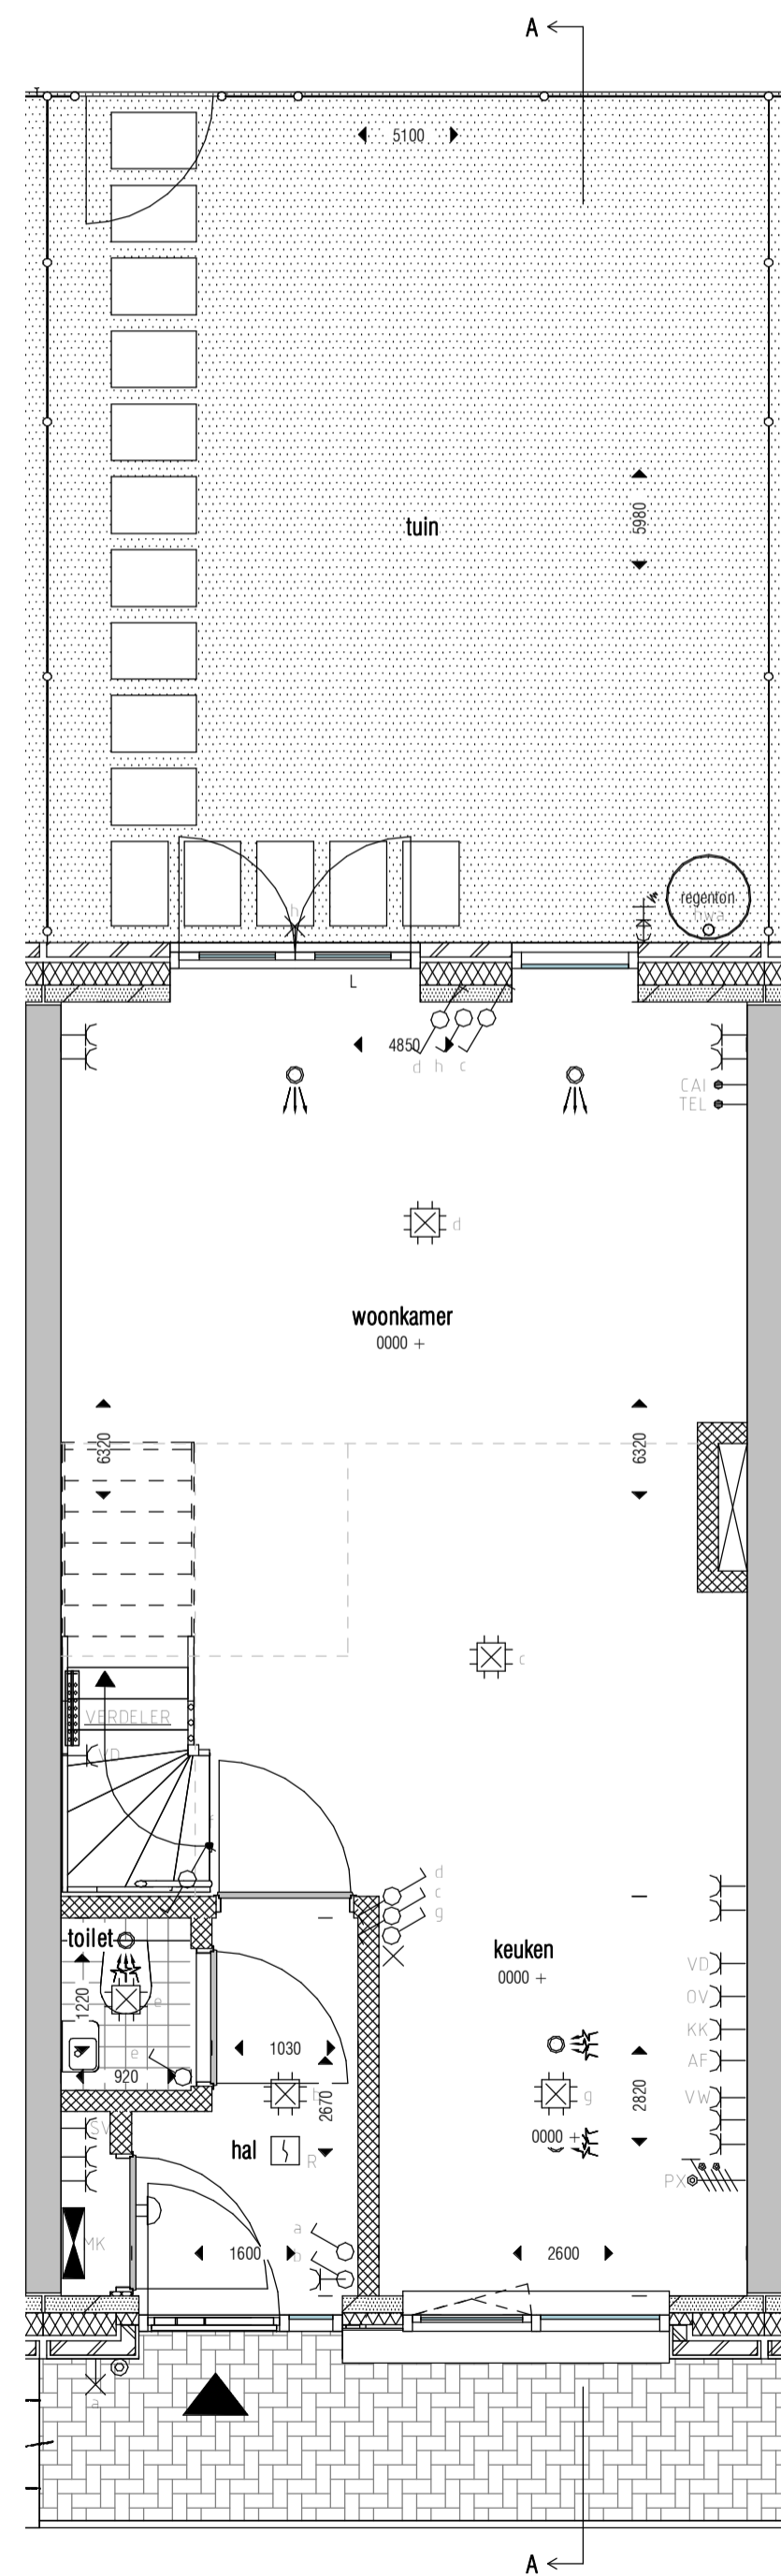 A
5100
5980
tuin
regenton
hwa
h
L
4850
d h c
CAI
TEL
d
woonkamer
0000 +
6320
6320
c
VERDELER
VD
f
d
c
g
toilet
keuken
0000 +
VD
e
OV
1220
KK
e
1030
AF
920
2820
2670
b
g
VW
0000 +
SV
hal
R
PX
a
MK
b
1600
2600
a
A